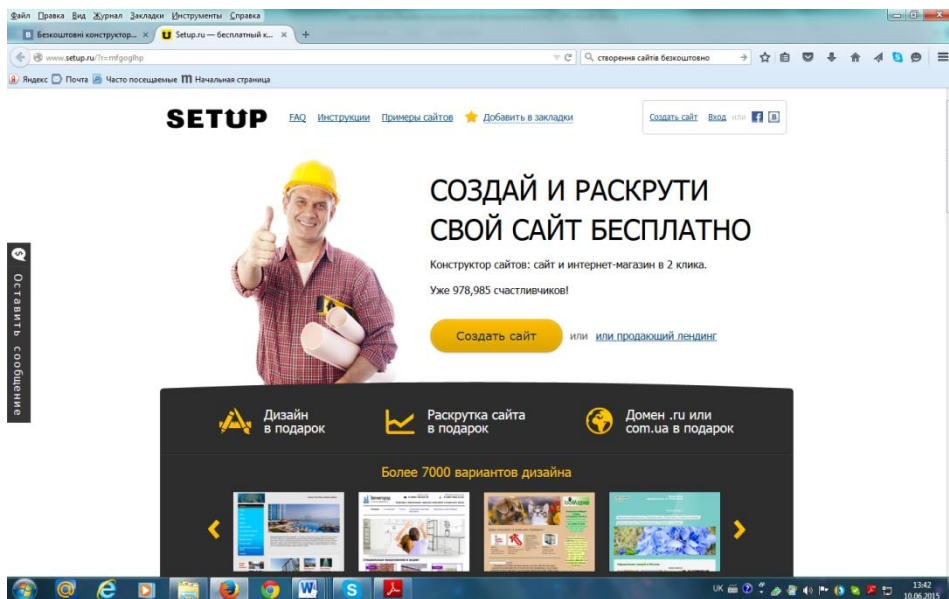 Файл Правка Вид Журнал Закладки Инструменты Справка
Безкоштовні конструктор...
Setup.ru — бесплатный к...
www.setup.ru/?r=mfgoglhp
створення сайтів безкоштовно
Яндекс Почта Часто посещаемые Начальная страница
SETUP
FAQ Инструкции Примеры сайтов Добавить в закладки
Создать сайт Вход или
СОЗДАЙ И РАСКРУТИ
СВОЙ САЙТ БЕСПЛАТНО
Конструктор сайтов: сайт и интернет-магазин в 2 клика.
Уже 978,985 счастливчиков!
Создать сайт или или продающий лендинг
Оставить сообщение
Дизайн
в подарок
Раскрутка сайта
в подарок
Домен .ru или
com.ua в подарок
Более 7000 вариантов дизайна
UK
13:42
10.06.2015